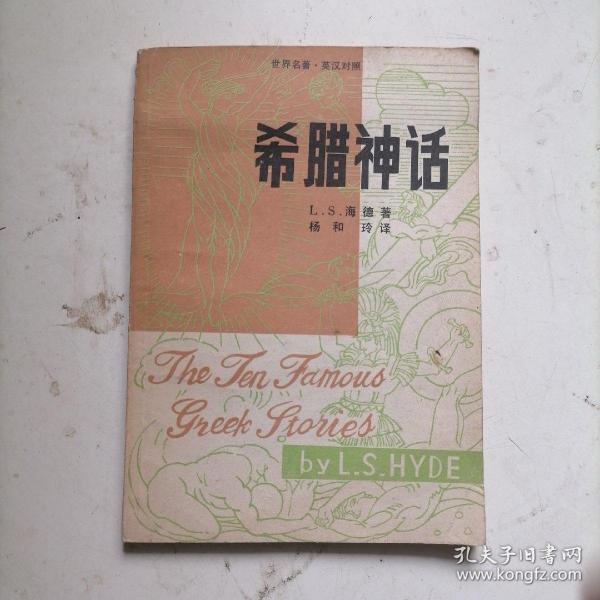 世界名著·英汉对照
希腊神话
L.S.海德著
杨和玲译
The Ten Famous
Greek Stories
by L.S.HYDE
孔夫子旧书网
www.kongfz.com